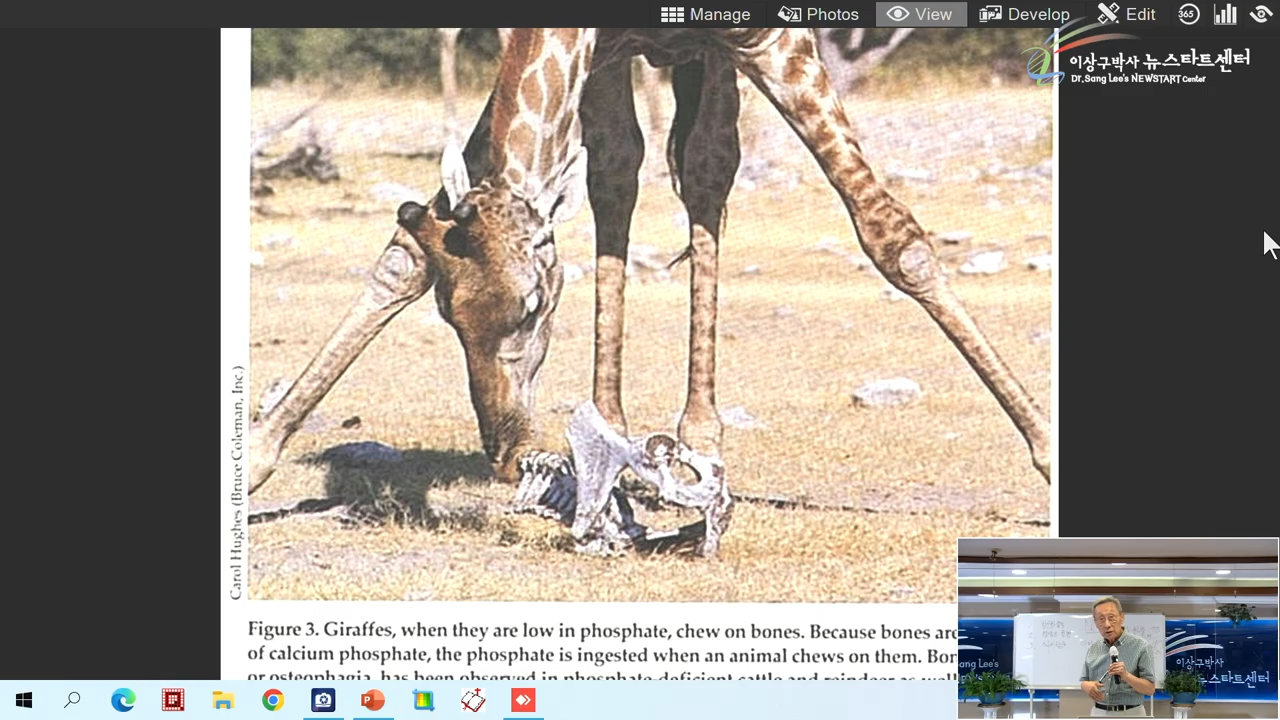 Manage Photos View Develop Edit 365
이상구박사 뉴스타트센터
Dr.Sang Lee's NEWSTART Center
Carol Hughes (Bruce Coleman, Inc.)
Figure 3. Giraffes, when they are low in phosphate, chew on bones. Because bones are
of calcium phosphate, the phosphate is ingested when an animal chews on them. Bon
or osteophagia, has been observed in phosphate-deficient cattle and reindeer as well
ang Lee's
이상구박사
뉴스타트센터